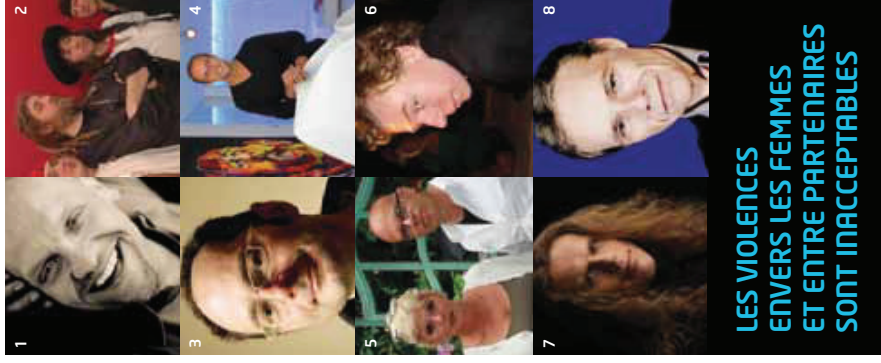 1
2
3
4
5
6
7
8
LES VIOLENCES
ENVERS LES FEMMES
ET ENTRE PARTENAIRES
SONT INACCEPTABLES